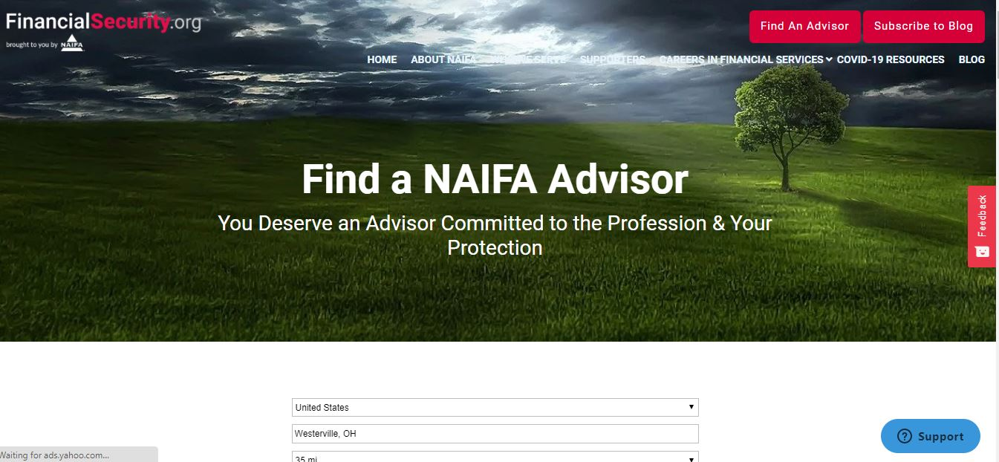 FinancialSecurity.org
brought to you by NAIFA
Find An Advisor
Subscribe to Blog
HOME ABOUT NAIFA WHO WE SERVE SUPPORTERS CAREERS IN FINANCIAL SERVICES COVID-19 RESOURCES BLOG
Find a NAIFA Advisor
You Deserve an Advisor Committed to the Profession & Your
Protection
Feedback
United States
Westerville, OH
35 mi
Support
Waiting for ads.yahoo.com...